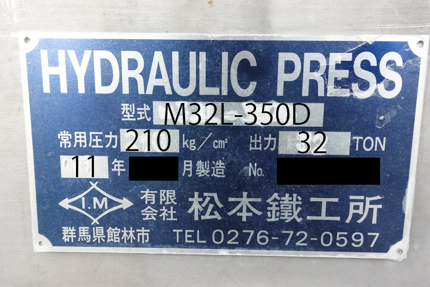 HYDRAULIC PRESS
型式 M32L-350D
常用圧力 210 kg/cm² 出力 32 TON
'11 年 月製造 No.
I.M 有限会社 松本鐵工所
群馬県館林市 TEL 0276-72-0597